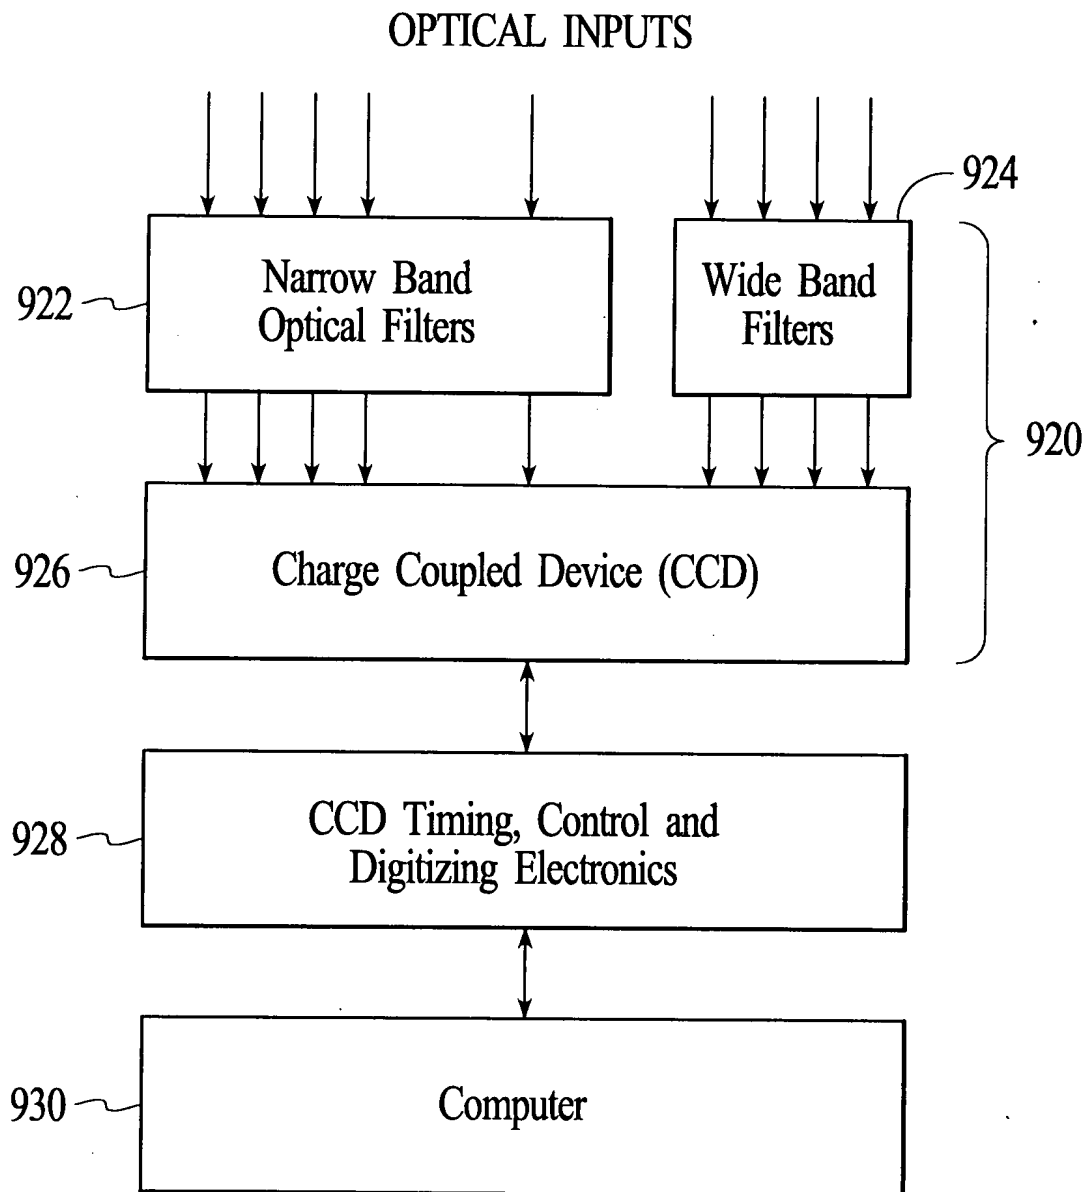 OPTICAL INPUTS
924
922
Narrow Band
Optical Filters
Wide Band
Filters
920
926
Charge Coupled Device (CCD)
928
CCD Timing, Control and
Digitizing Electronics
930
Computer